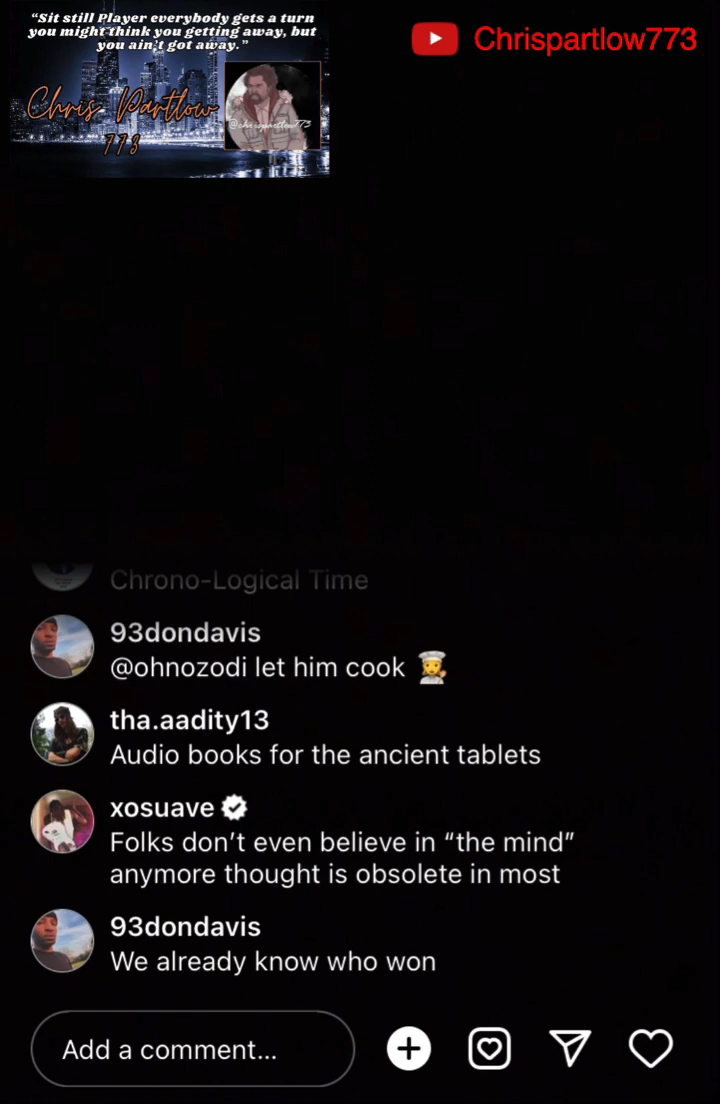 “Sit still Player everybody gets a turn
you might think you getting away, but
you ain't got away.”
Chrispartlow773
Chris Partlow
@chrispartlow773
773
Chrono-Logical Time
93dondavis
@ohnozodi let him cook 👩‍🍳
tha.aadity13
Audio books for the ancient tablets
xosuave
Folks don’t even believe in “the mind”
anymore thought is obsolete in most
93dondavis
We already know who won
Add a comment...